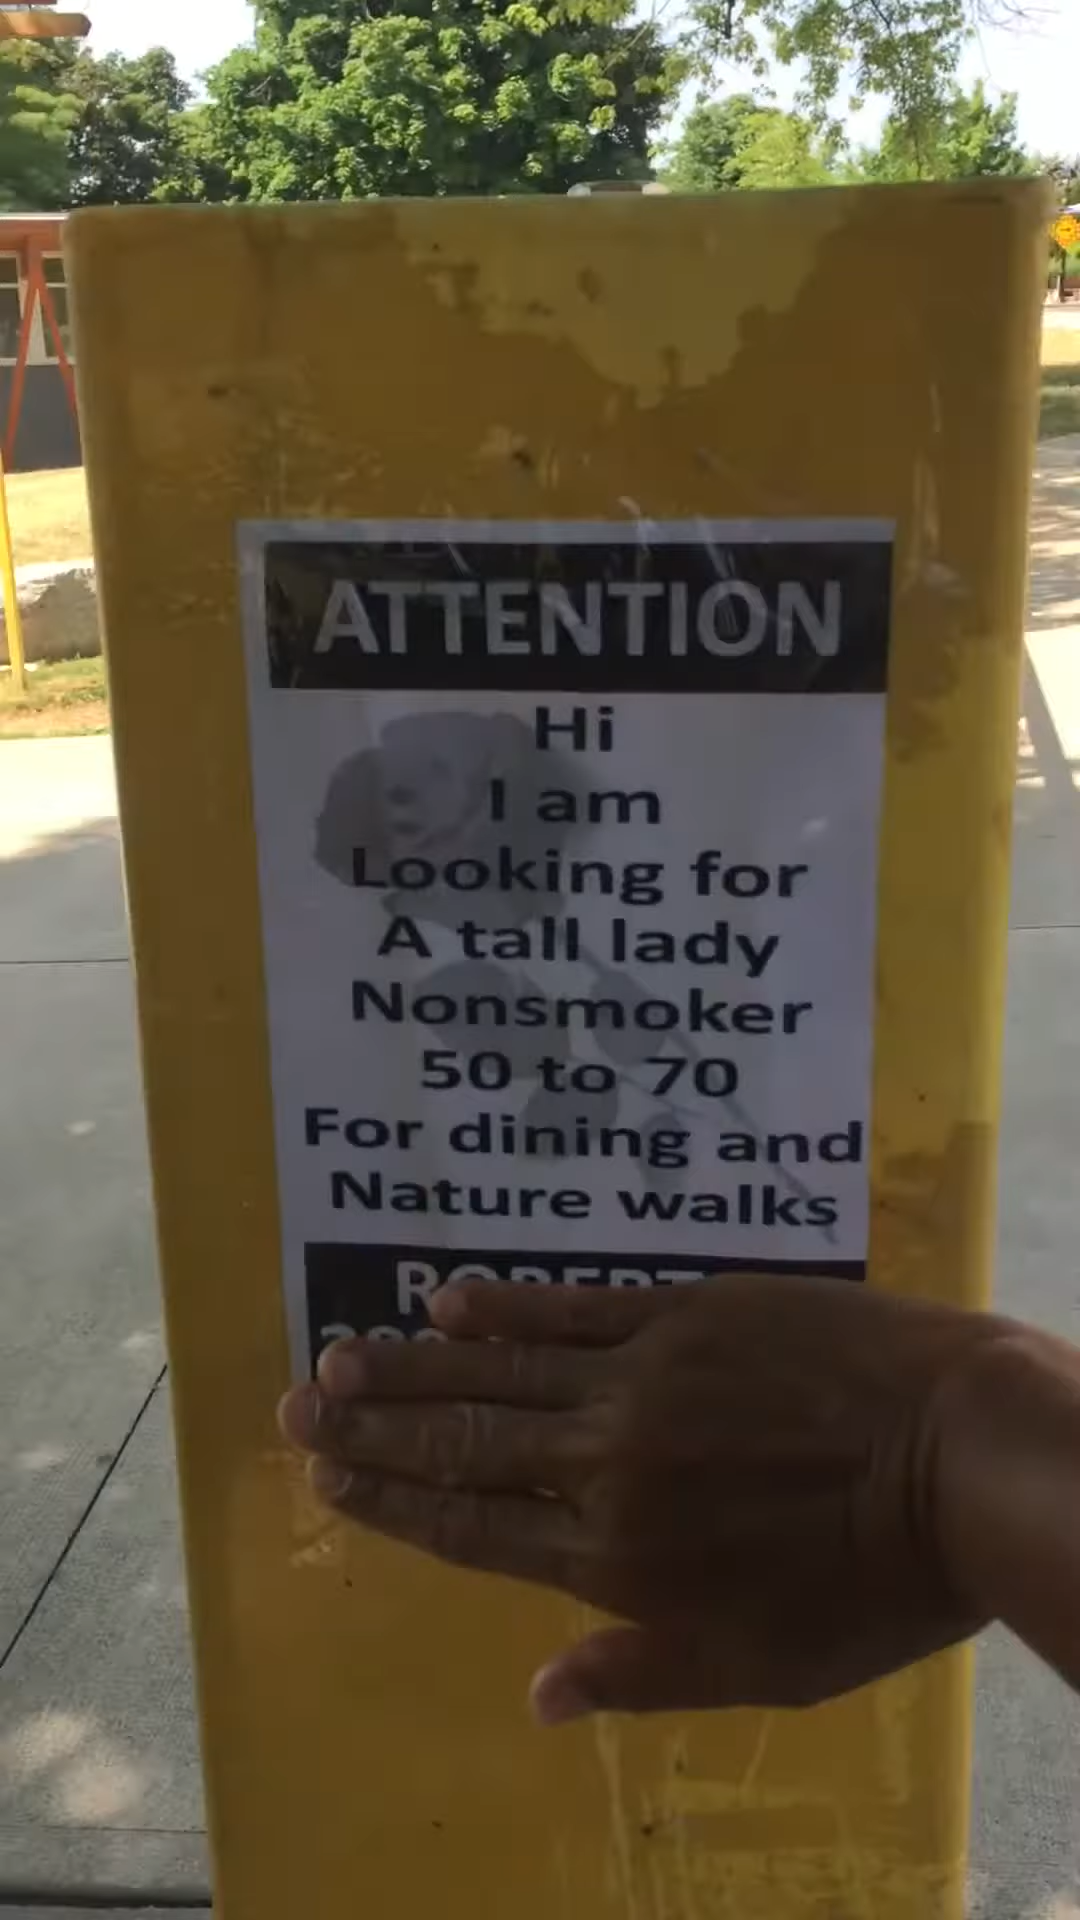 ATTENTION
Hi
I am
Looking for
A tall lady
Nonsmoker
50 to 70
For dining and
Nature walks